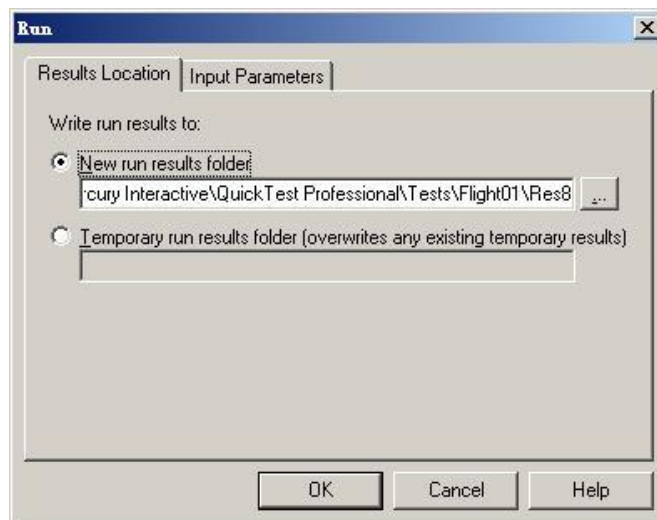 Run
Results Location Input Parameters
Write run results to:
New run results folder
cury Interactive\QuickTest Professional\Tests\Flight01\Res8 ...
Temporary run results folder (overwrites any existing temporary results)
OK Cancel Help